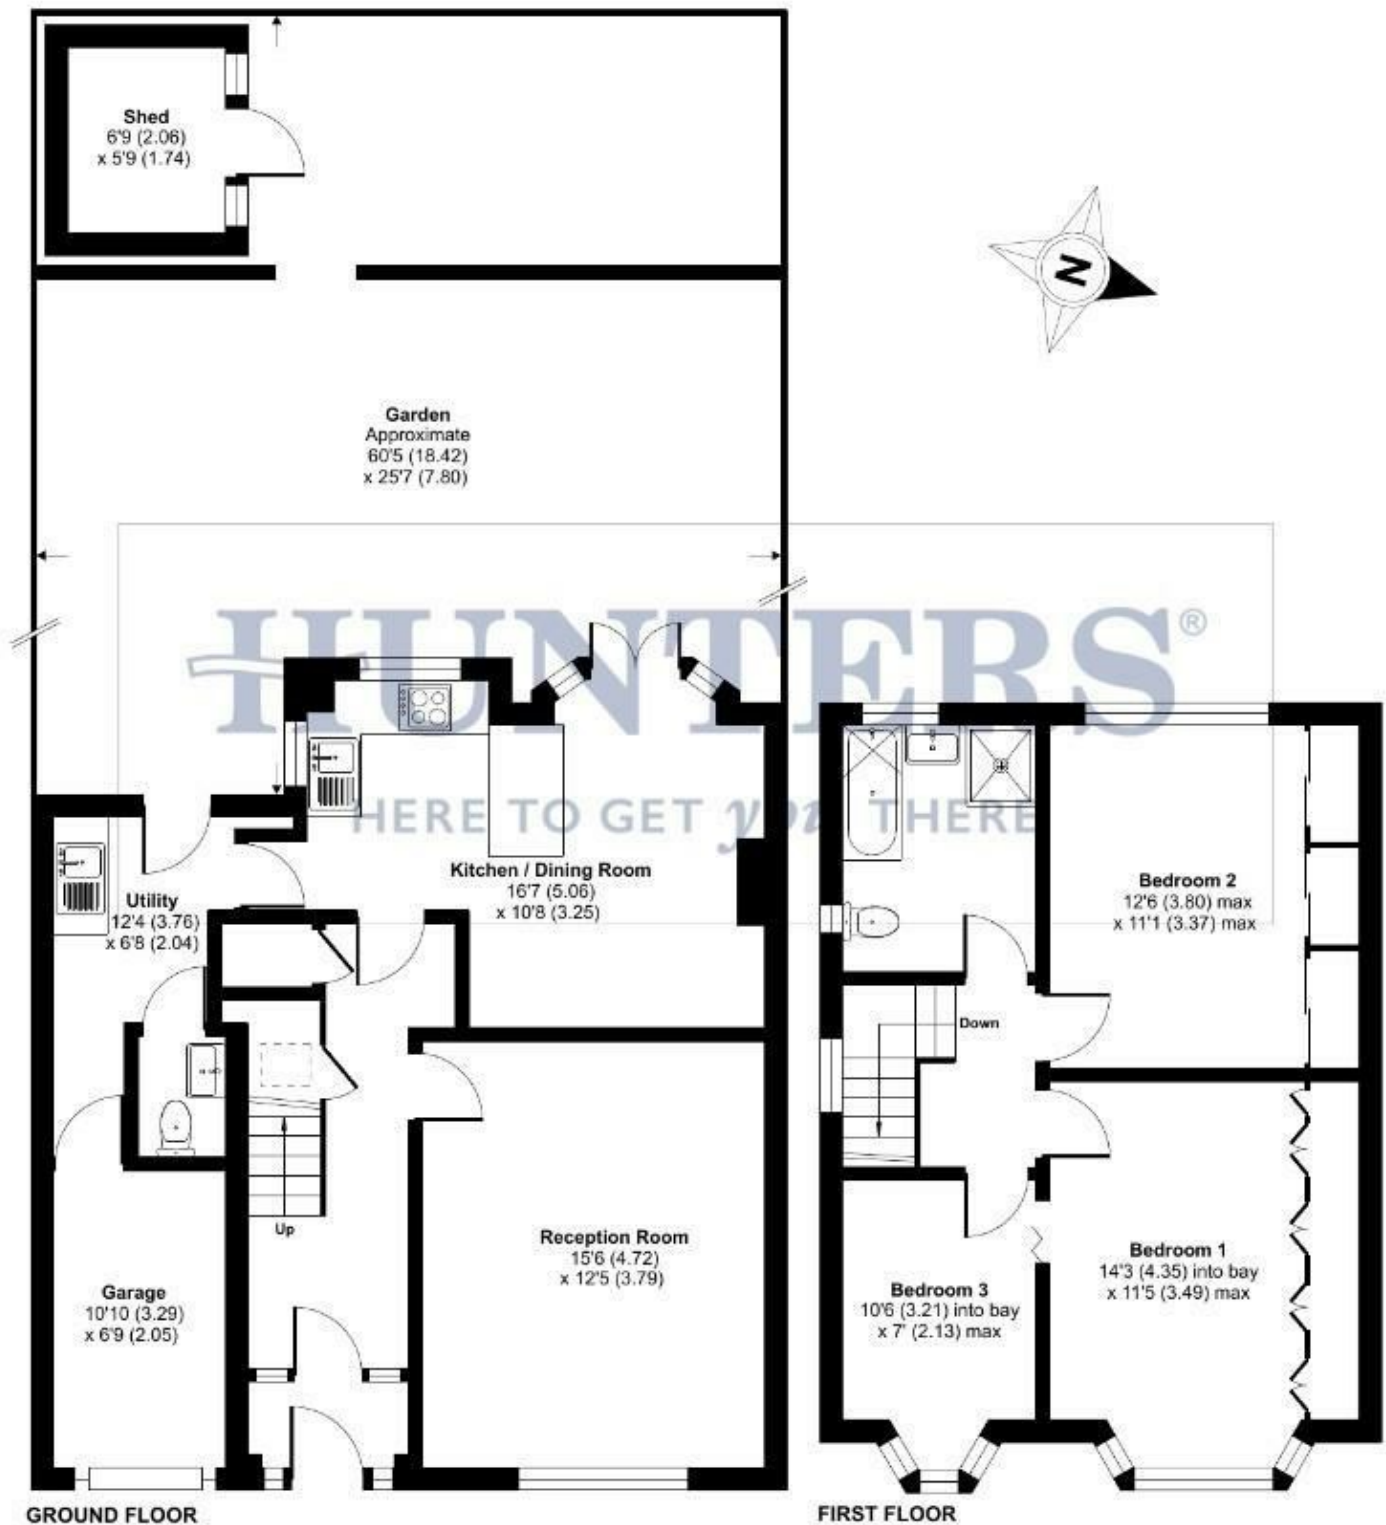 Shed
6'9 (2.06)
x 5'9 (1.74)
N
Garden
Approximate
60'5 (18.42)
x 25'7 (7.80)
HUNTERS®
HERE TO GET you THERE
Kitchen / Dining Room
16'7 (5.06)
x 10'8 (3.25)
Utility
12'4 (3.76)
x 6'8 (2.04)
Bedroom 2
12'6 (3.80) max
x 11'1 (3.37) max
Down
Up
Reception Room
15'6 (4.72)
x 12'5 (3.79)
Garage
10'10 (3.29)
x 6'9 (2.05)
Bedroom 3
10'6 (3.21) into bay
x 7' (2.13) max
Bedroom 1
14'3 (4.35) into bay
x 11'5 (3.49) max
GROUND FLOOR
FIRST FLOOR